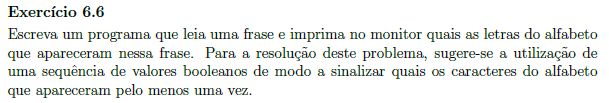 Exercício 6.6
Escreva um programa que leia uma frase e imprima no monitor quais as letras do alfabeto
que apareceram nessa frase. Para a resolução deste problema, sugere-se a utilização de
uma sequência de valores booleanos de modo a sinalizar quais os caracteres do alfabeto
que apareceram pelo menos uma vez.